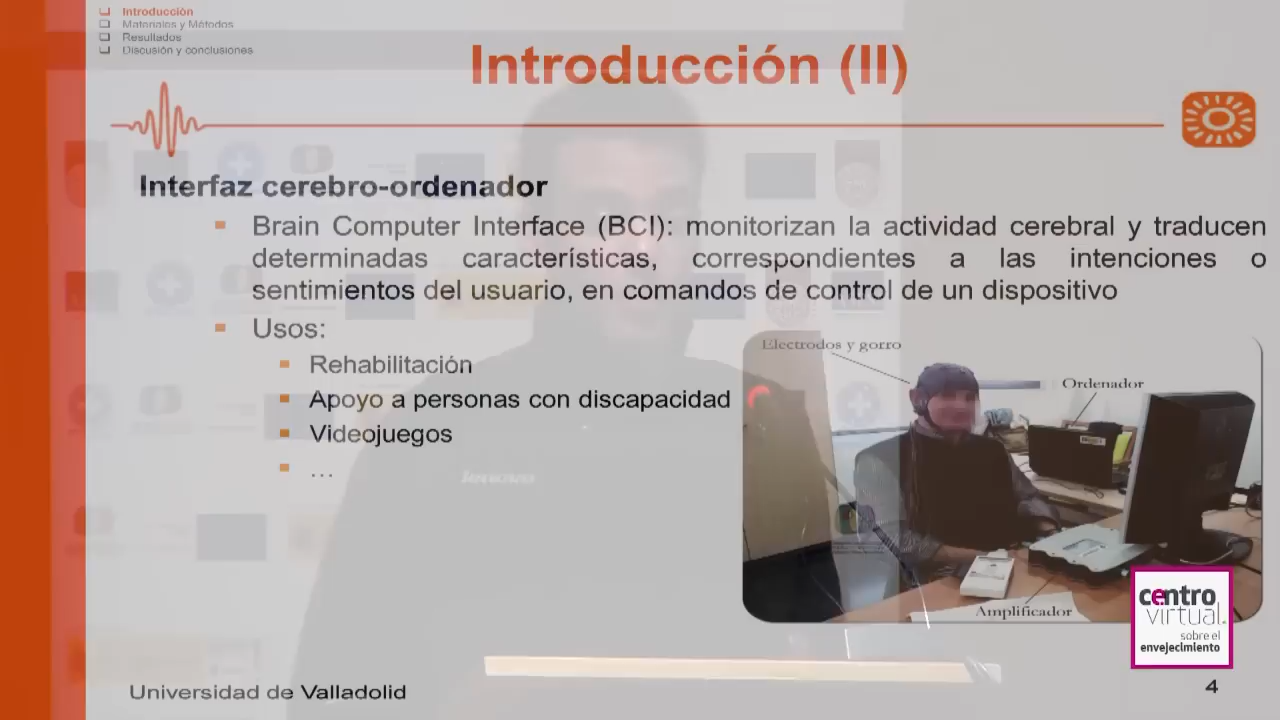 Introducción
Materiales y Métodos
Resultados
Discusión y conclusiones
Introducción (II)
Interfaz cerebro-ordenador
Brain Computer Interface (BCI): monitorizan la actividad cerebral y traducen
determinadas características, correspondientes a las intenciones o
sentimientos del usuario, en comandos de control de un dispositivo
Usos:
Rehabilitación
Apoyo a personas con discapacidad
Videojuegos
...
Electrodos y gorro
Ordenador
Amplificador
lenovo
centro
virtual
sobre el
envejecimiento
Universidad de Valladolid
4